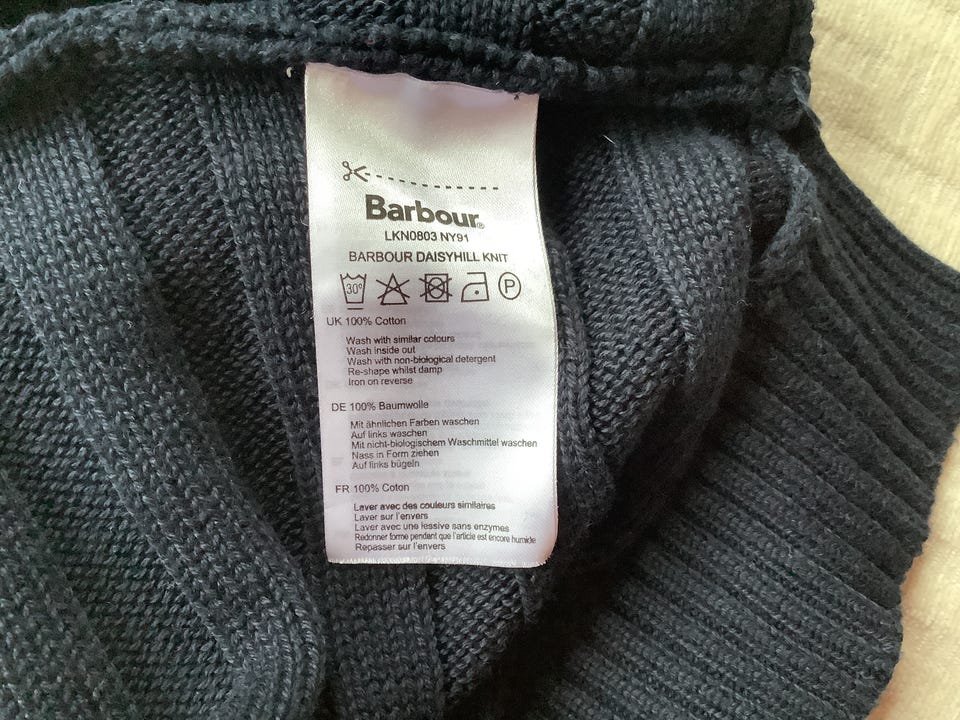 Barbour®
LKN0803 NY91
BARBOUR DAISYHILL KNIT
30° P
UK 100% Cotton
Wash with similar colours
Wash inside out
Wash with non-biological detergent
Re-shape whilst damp
Iron on reverse
DE 100% Baumwolle
Mit ähnlichen Farben waschen
Auf links waschen
Mit nicht-biologischem Waschmittel waschen
Nass in Form ziehen
Auf links bügeln
FR 100% Coton
Laver avec des couleurs similaires
Laver sur l'envers
Laver avec une lessive sans enzymes
Redonner forme pendant que l'article est encore humide
Repasser sur l'envers